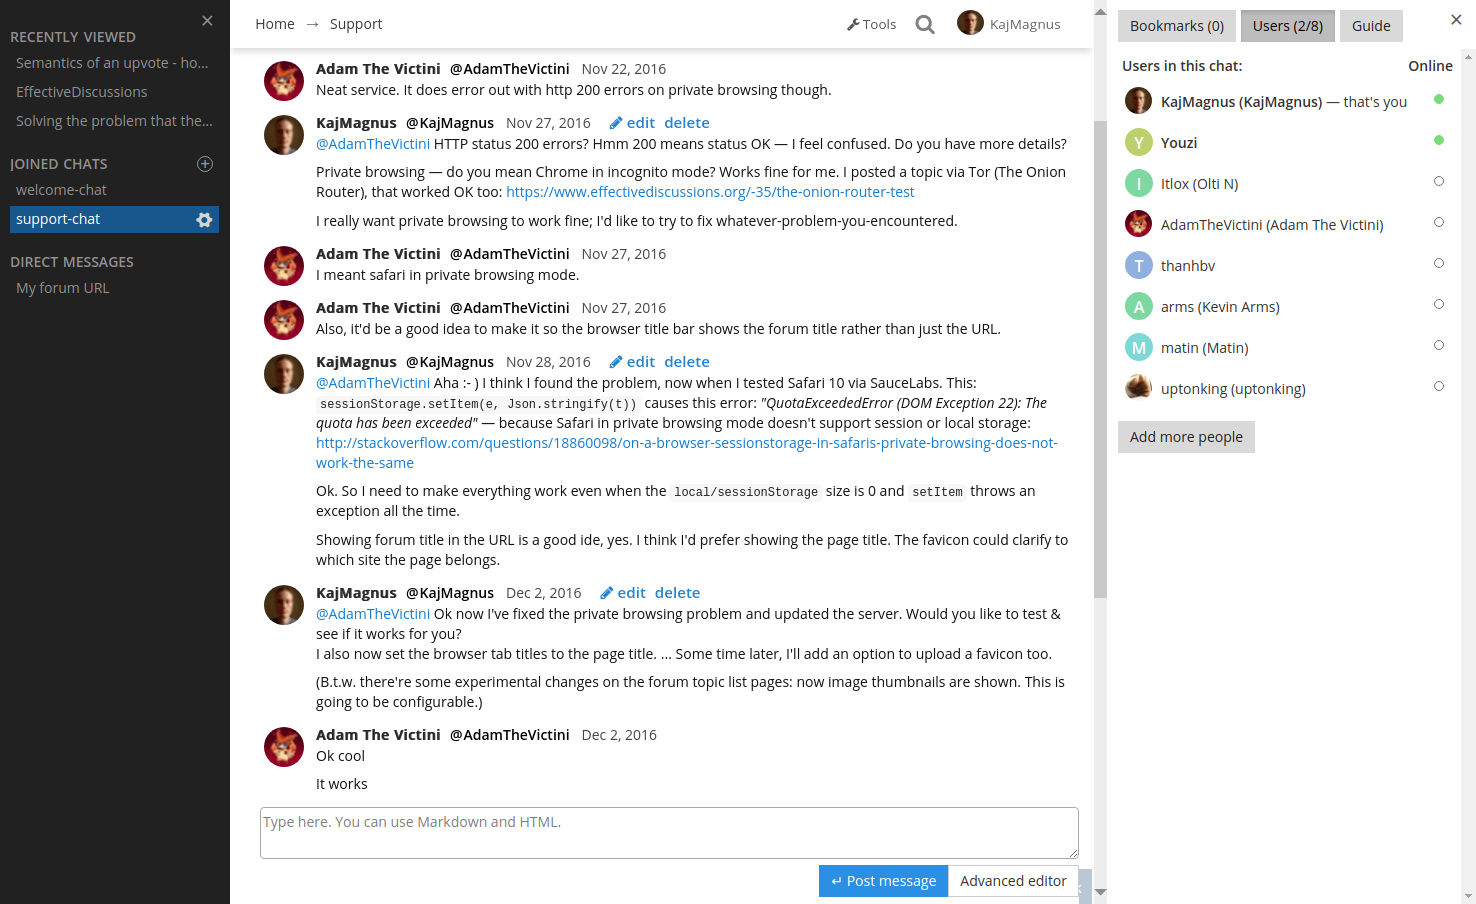 RECENTLY VIEWED
Semantics of an upvote - ho...
EffectiveDiscussions
Solving the problem that the...
JOINED CHATS
welcome-chat
support-chat
DIRECT MESSAGES
My forum URL
Home → Support
Tools
KajMagnus
Adam The Victini @AdamTheVictini Nov 22, 2016
Neat service. It does error out with http 200 errors on private browsing though.
KajMagnus @KajMagnus Nov 27, 2016 edit delete
@AdamTheVictini HTTP status 200 errors? Hmm 200 means status OK — I feel confused. Do you have more details?
Private browsing — do you mean Chrome in incognito mode? Works fine for me. I posted a topic via Tor (The Onion
Router), that worked OK too: https://www.effectivediscussions.org/-35/the-onion-router-test
I really want private browsing to work fine; I'd like to try to fix whatever-problem-you-encountered.
Adam The Victini @AdamTheVictini Nov 27, 2016
I meant safari in private browsing mode.
Adam The Victini @AdamTheVictini Nov 27, 2016
Also, it'd be a good idea to make it so the browser title bar shows the forum title rather than just the URL.
KajMagnus @KajMagnus Nov 28, 2016 edit delete
@AdamTheVictini Aha :- ) I think I found the problem, now when I tested Safari 10 via SauceLabs. This:
sessionStorage.setItem(e, Json.stringify(t)) causes this error: "QuotaExceededError (DOM Exception 22): The
quota has been exceeded" — because Safari in private browsing mode doesn't support session or local storage:
http://stackoverflow.com/questions/18860098/on-a-browser-sessionstorage-in-safaris-private-browsing-does-not-
work-the-same
Ok. So I need to make everything work even when the local/sessionStorage size is 0 and setItem throws an
exception all the time.
Showing forum title in the URL is a good ide, yes. I think I'd prefer showing the page title. The favicon could clarify to
which site the page belongs.
KajMagnus @KajMagnus Dec 2, 2016 edit delete
@AdamTheVictini Ok now I've fixed the private browsing problem and updated the server. Would you like to test &
see if it works for you?
I also now set the browser tab titles to the page title. ... Some time later, I'll add an option to upload a favicon too.
(B.t.w. there're some experimental changes on the forum topic list pages: now image thumbnails are shown. This is
going to be configurable.)
Adam The Victini @AdamTheVictini Dec 2, 2016
Ok cool
It works
Type here. You can use Markdown and HTML.
↵ Post message Advanced editor
Bookmarks (0) Users (2/8) Guide
Users in this chat: Online
KajMagnus (KajMagnus) — that's you
Y Youzi
I Itlox (Olti N)
AdamTheVictini (Adam The Victini)
T thanhbv
A arms (Kevin Arms)
M matin (Matin)
uptonking (uptonking)
Add more people